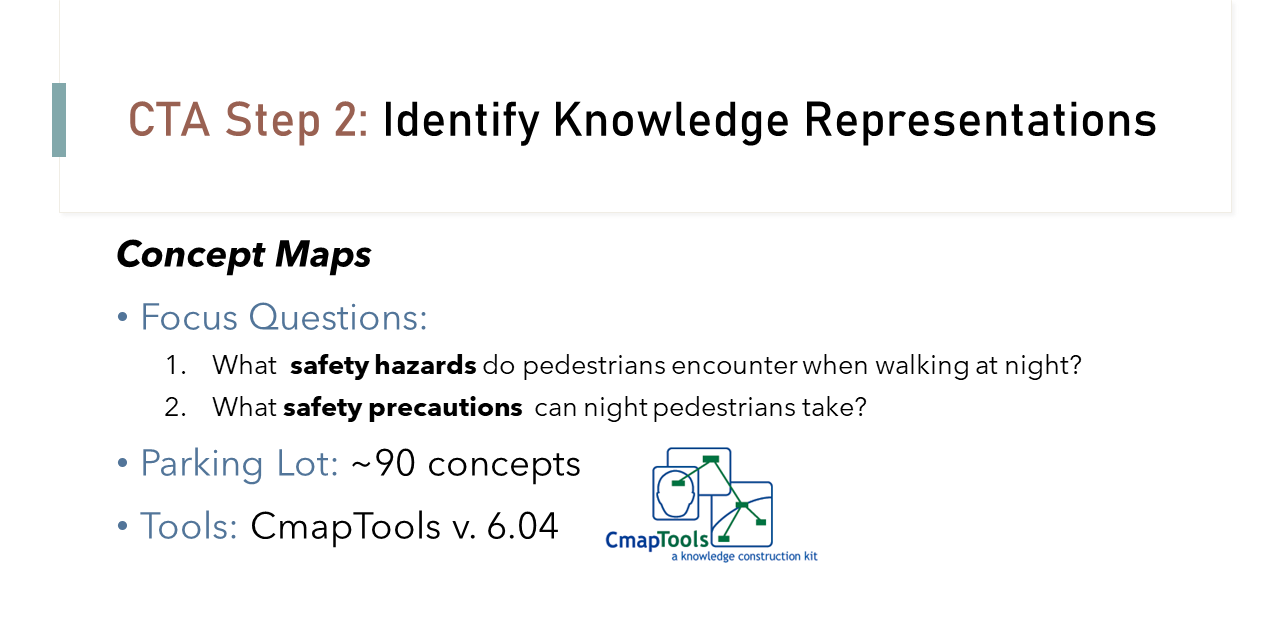 CTA Step 2: Identify Knowledge Representations
Concept Maps
• Focus Questions:
1. What safety hazards do pedestrians encounter when walking at night?
2. What safety precautions can night pedestrians take?
• Parking Lot: ~90 concepts
• Tools: CmapTools v. 6.04
CmapTools
a knowledge construction kit